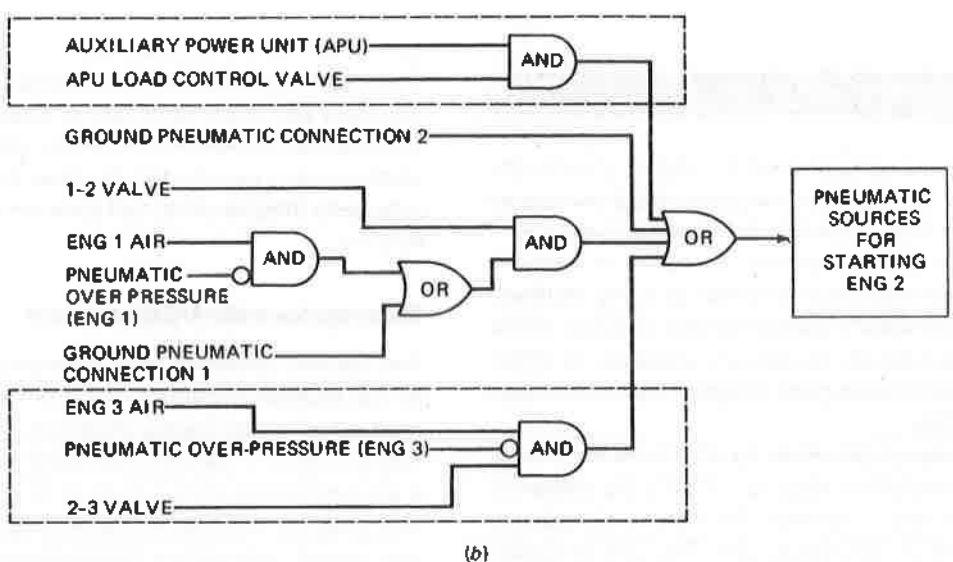 AUXILIARY POWER UNIT (APU)
AND
APU LOAD CONTROL VALVE
GROUND PNEUMATIC CONNECTION 2
1-2 VALVE
ENG 1 AIR
AND
PNEUMATIC
OVER PRESSURE
(ENG 1)
OR
AND
GROUND PNEUMATIC
CONNECTION 1
OR
PNEUMATIC
SOURCES
FOR
STARTING
ENG 2
ENG 3 AIR
PNEUMATIC OVER-PRESSURE (ENG 3)
AND
2-3 VALVE
(b)